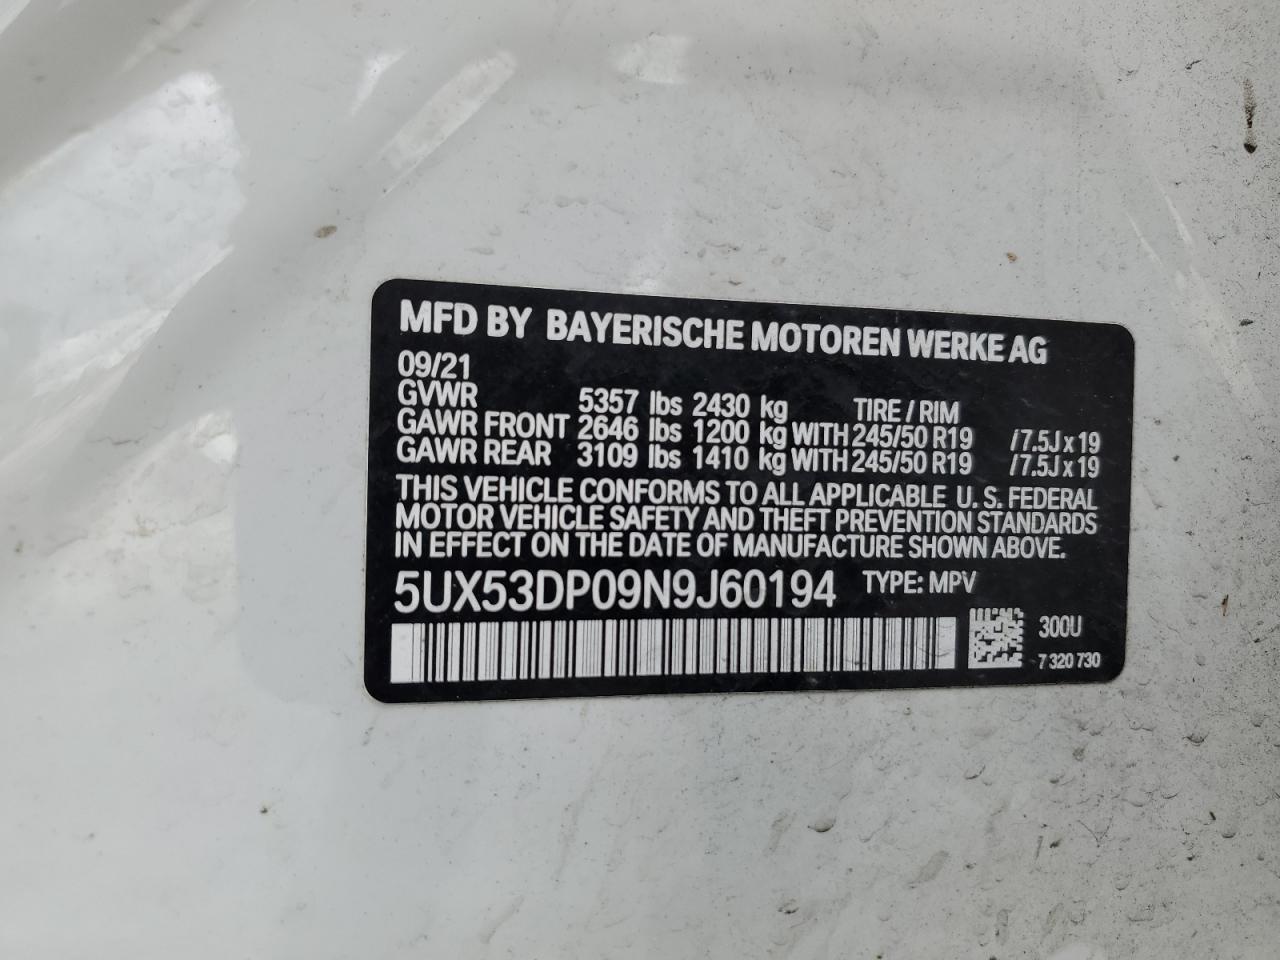 MFD BY BAYERISCHE MOTOREN WERKE AG
09/21
GVWR 5357 lbs 2430 kg TIRE / RIM
GAWR FRONT 2646 lbs 1200 kg WITH 245/50 R19 /7.5J x 19
GAWR REAR 3109 lbs 1410 kg WITH 245/50 R19 /7.5J x 19
THIS VEHICLE CONFORMS TO ALL APPLICABLE U. S. FEDERAL
MOTOR VEHICLE SAFETY AND THEFT PREVENTION STANDARDS
IN EFFECT ON THE DATE OF MANUFACTURE SHOWN ABOVE.
5UX53DP09N9J60194 TYPE: MPV
300U
7 320 730